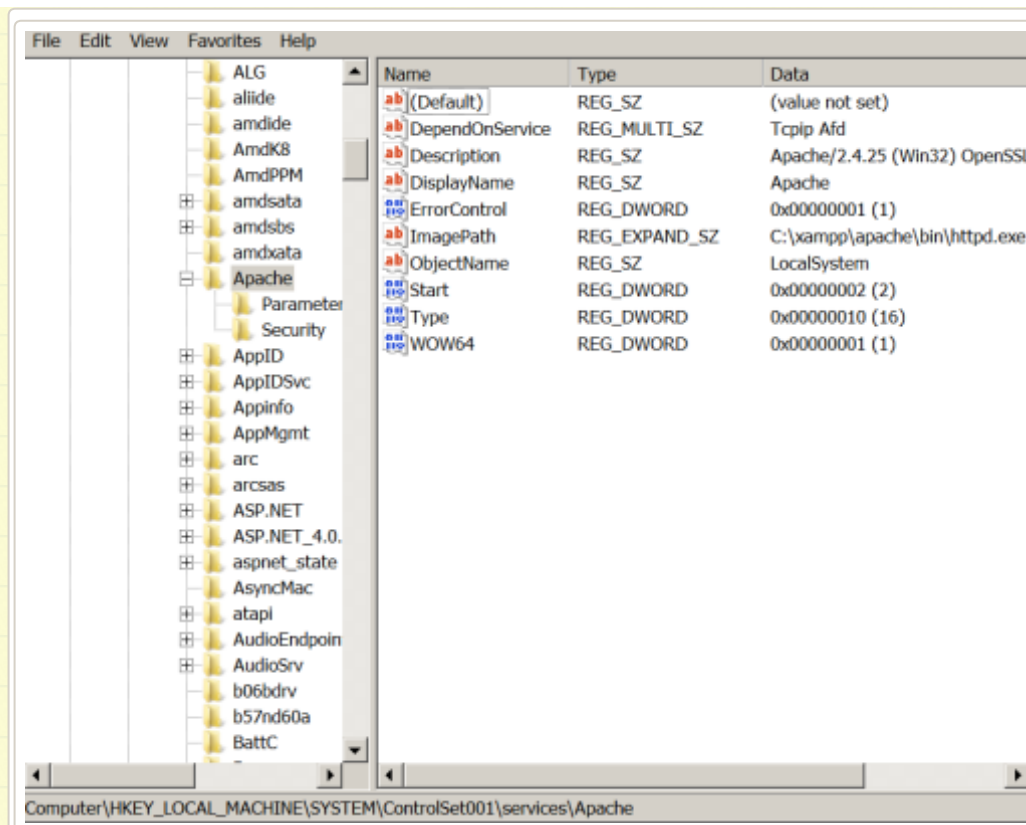 File Edit View Favorites Help
ALG
aliide
amdide
AmdK8
AmdPPM
amdsata
amdsbs
amdxata
Apache
Parameter
Security
AppID
AppIDSvc
Appinfo
AppMgmt
arc
arcsas
ASP.NET
ASP.NET_4.0.
aspnet_state
AsyncMac
atapi
AudioEndpoin
AudioSrv
b06bdrv
b57nd60a
BattC
Name Type Data
(Default) REG_SZ (value not set)
DependOnService REG_MULTI_SZ Tcpip Afd
Description REG_SZ Apache/2.4.25 (Win32) OpenSSL
DisplayName REG_SZ Apache
ErrorControl REG_DWORD 0x00000001 (1)
ImagePath REG_EXPAND_SZ C:\xampp\apache\bin\httpd.exe
ObjectName REG_SZ LocalSystem
Start REG_DWORD 0x00000002 (2)
Type REG_DWORD 0x00000010 (16)
WOW64 REG_DWORD 0x00000001 (1)
Computer\HKEY_LOCAL_MACHINE\SYSTEM\ControlSet001\services\Apache